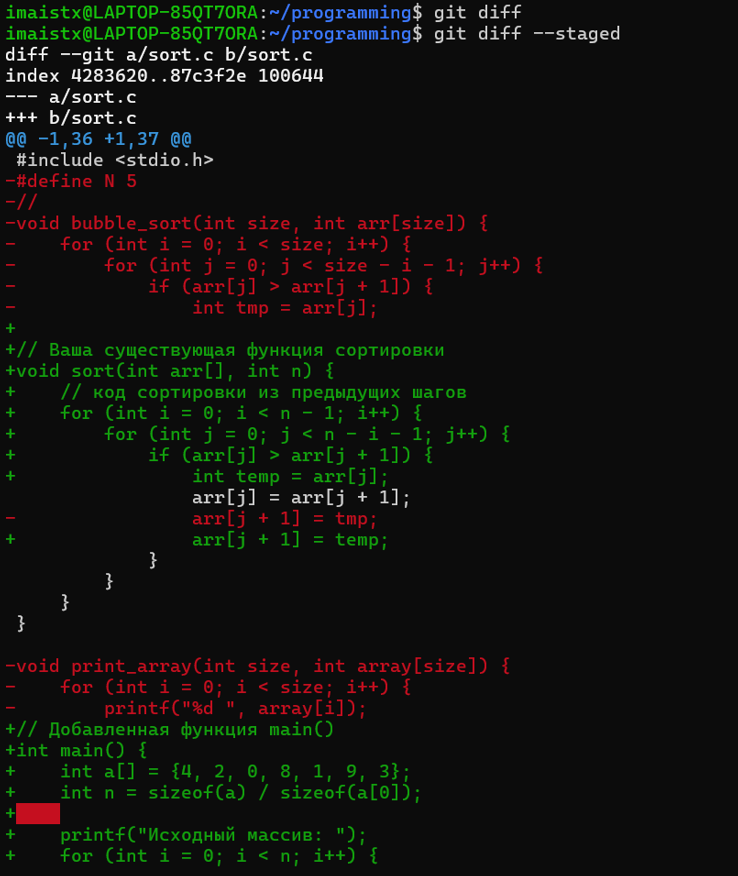 imaistx@LAPTOP-85QT7ORA:~/programming$ git diff
imaistx@LAPTOP-85QT7ORA:~/programming$ git diff --staged
diff --git a/sort.c b/sort.c
index 4283620..87c3f2e 100644
--- a/sort.c
+++ b/sort.c
@@ -1,36 +1,37 @@
 #include <stdio.h>
-#define N 5
-//
-void bubble_sort(int size, int arr[size]) {
-    for (int i = 0; i < size; i++) {
-        for (int j = 0; j < size - i - 1; j++) {
-            if (arr[j] > arr[j + 1]) {
-                int tmp = arr[j];
+
+// Ваша существующая функция сортировки
+void sort(int arr[], int n) {
+    // код сортировки из предыдущих шагов
+    for (int i = 0; i < n - 1; i++) {
+        for (int j = 0; j < n - i - 1; j++) {
+            if (arr[j] > arr[j + 1]) {
+                int temp = arr[j];
                 arr[j] = arr[j + 1];
-                arr[j + 1] = tmp;
+                arr[j + 1] = temp;
             }
         }
     }
 }

-void print_array(int size, int array[size]) {
-    for (int i = 0; i < size; i++) {
-        printf("%d ", array[i]);
+// Добавленная функция main()
+int main() {
+    int a[] = {4, 2, 0, 8, 1, 9, 3};
+    int n = sizeof(a) / sizeof(a[0]);
+
+    printf("Исходный массив: ");
+    for (int i = 0; i < n; i++) {